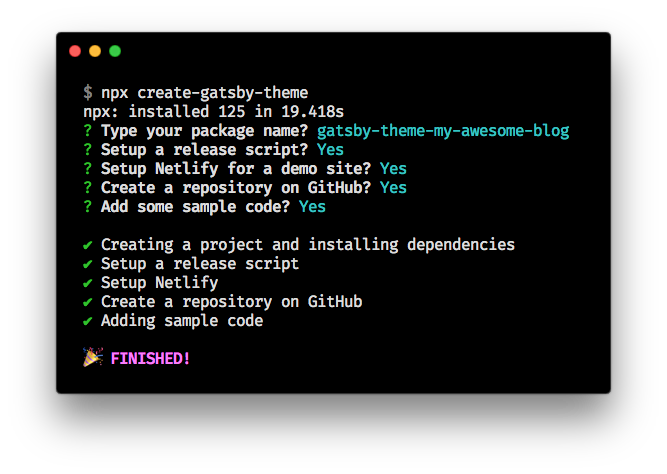 $ npx create-gatsby-theme
npx: installed 125 in 19.418s
? Type your package name? gatsby-theme-my-awesome-blog
? Setup a release script? Yes
? Setup Netlify for a demo site? Yes
? Create a repository on GitHub? Yes
? Add some sample code? Yes
✔ Creating a project and installing dependencies
✔ Setup a release script
✔ Setup Netlify
✔ Create a repository on GitHub
✔ Adding sample code
🎉 FINISHED!